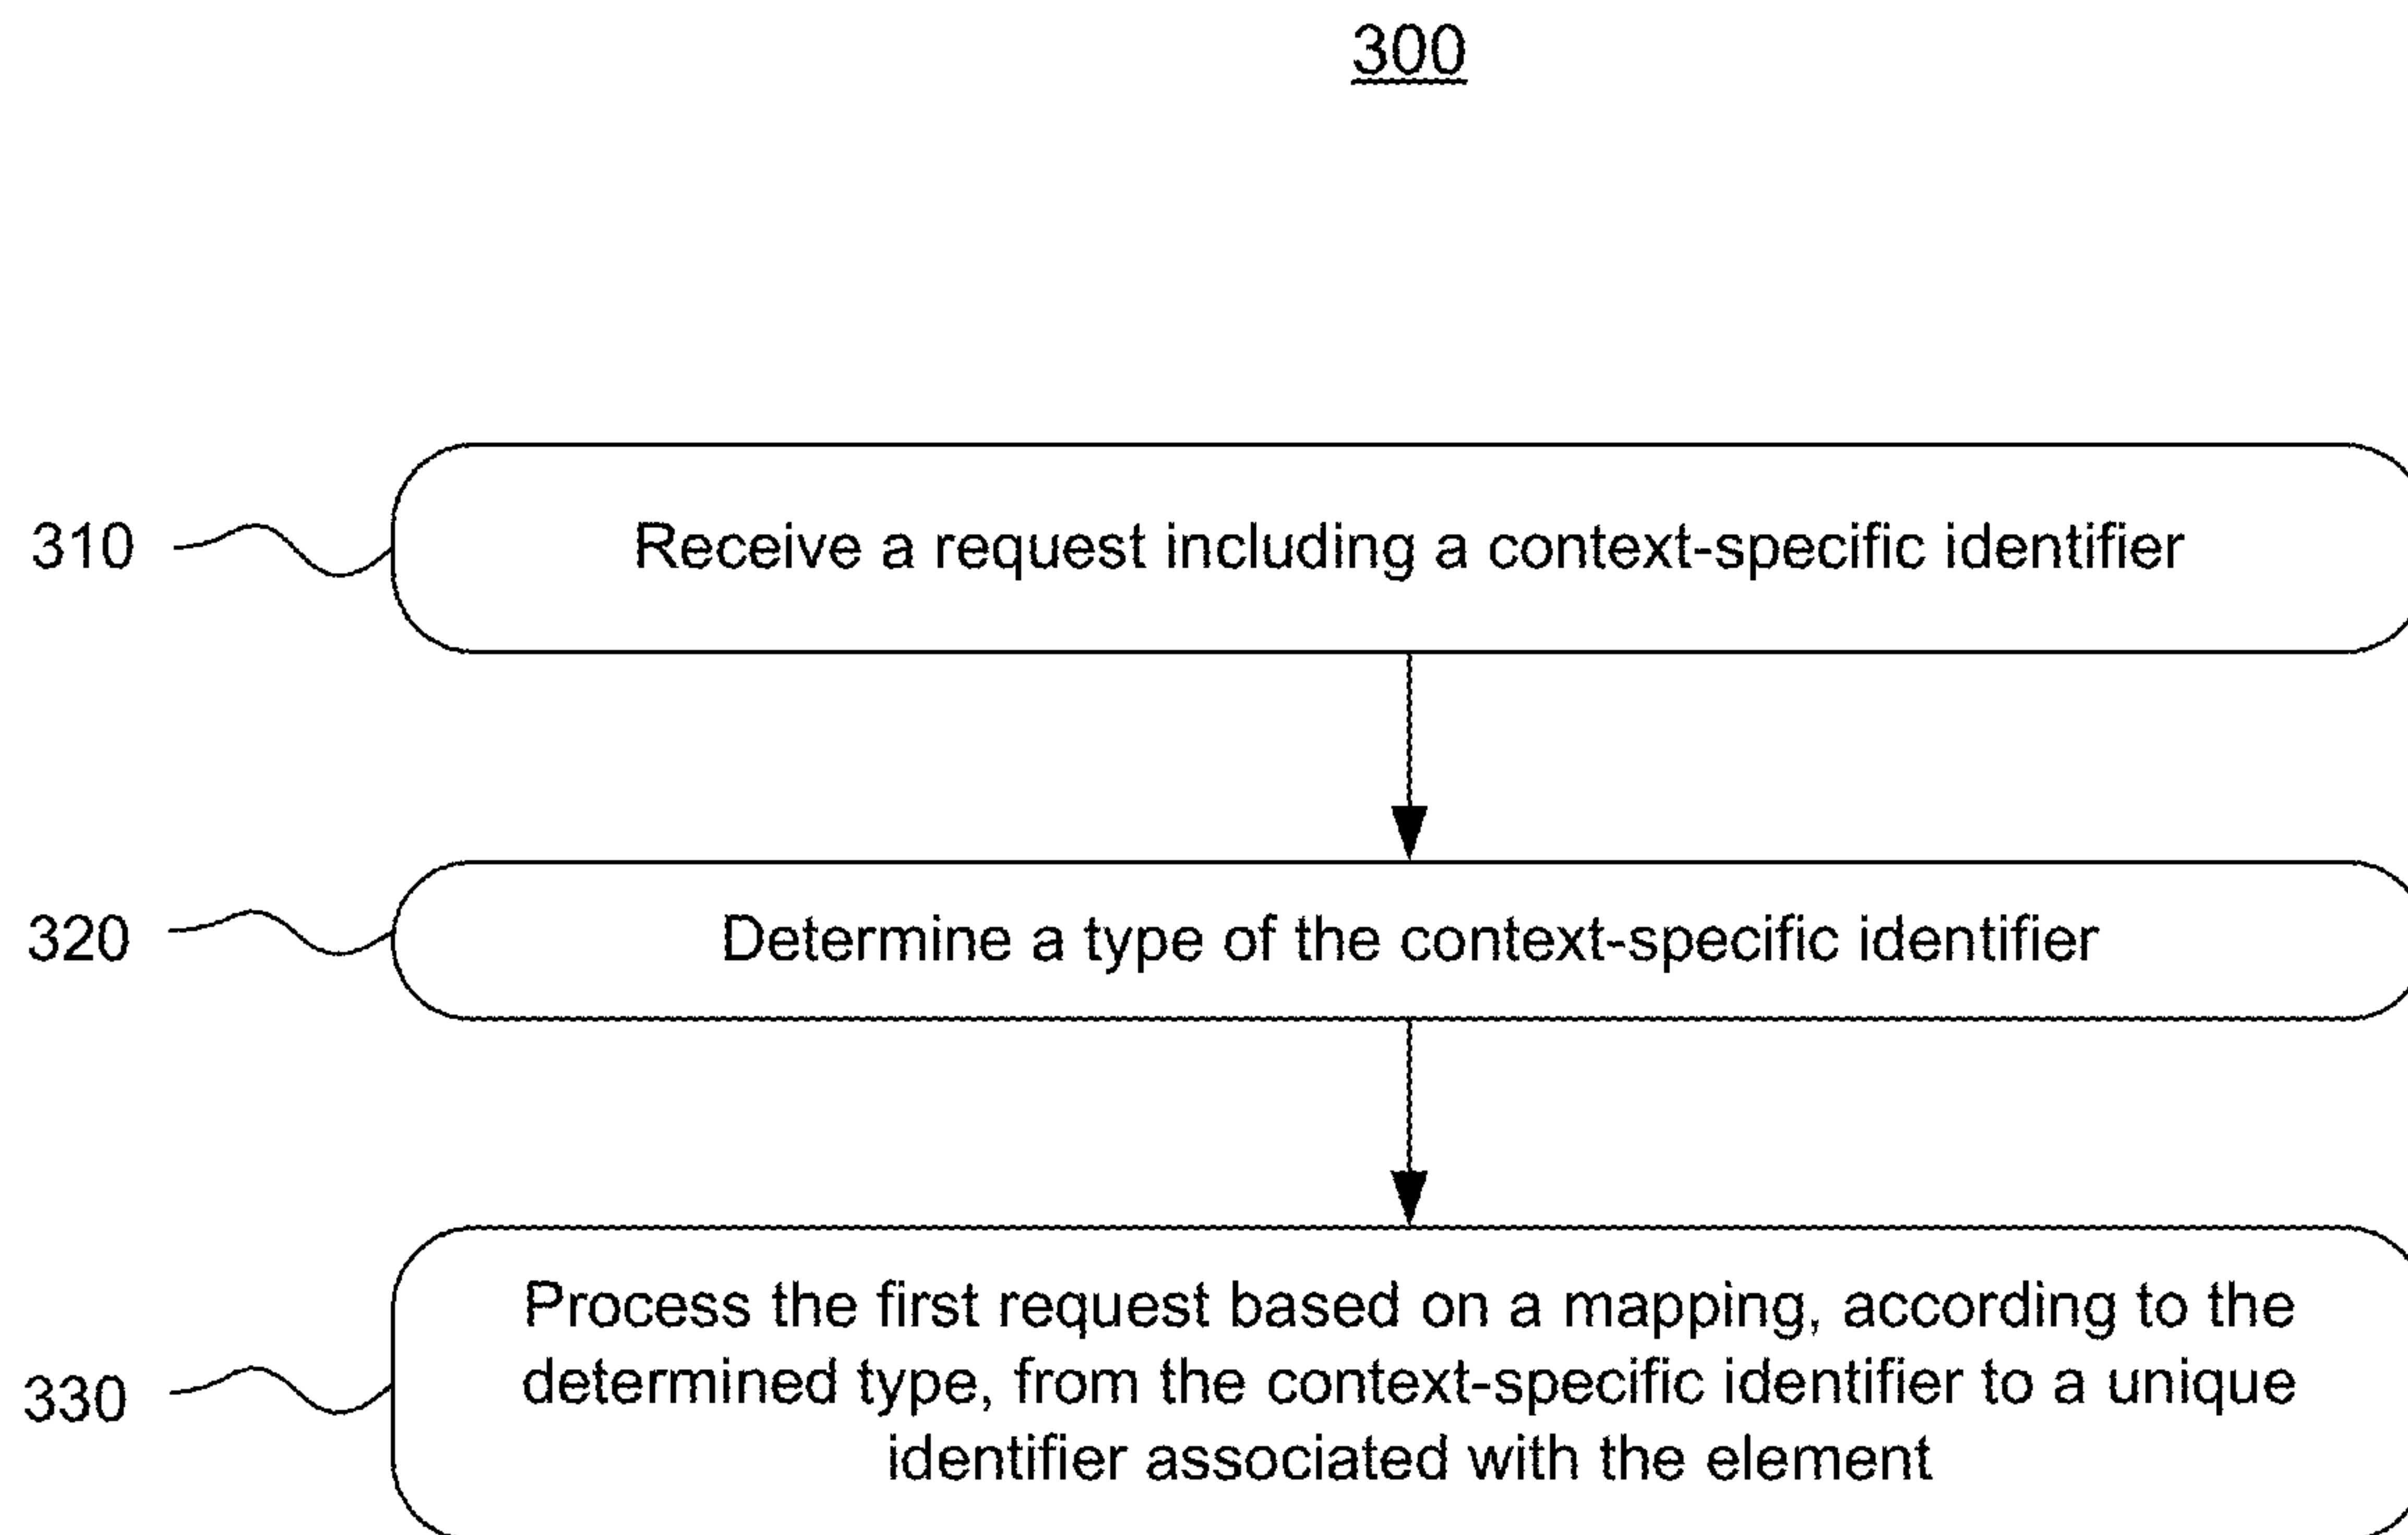 300
310
Receive a request including a context-specific identifier
320
Determine a type of the context-specific identifier
330
Process the first request based on a mapping, according to the
determined type, from the context-specific identifier to a unique
identifier associated with the element